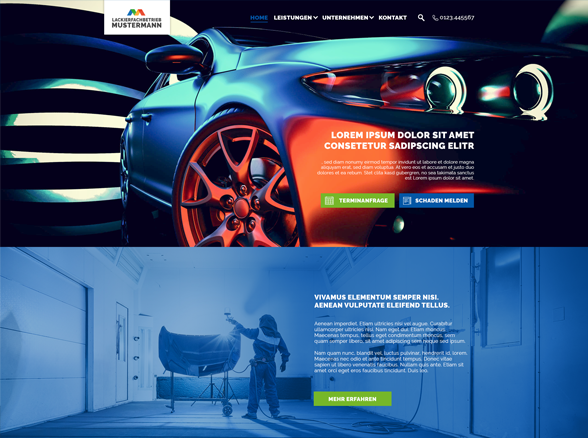 LACKIERFACHBETRIEB
MUSTERMANN
HOME LEISTUNGEN UNTERNEHMEN KONTAKT 0123.445567
LOREM IPSUM DOLOR SIT AMET
CONSETETUR SADIPSCING ELITR
sed diam nonumy eirmod tempor invidunt ut labore et dolore magna
aliquyam erat, sed diam voluptua. At vero eos et accusam et justo duo
dolores et ea rebum. Stet clita kasd gubergren, no sea takimata sanctus
est Lorem ipsum dolor sit amet.
TERMINANFRAGE SCHADEN MELDEN
VIVAMUS ELEMENTUM SEMPER NISI.
AENEAN VULPUTATE ELEIFEND TELLUS.
Aenean imperdiet. Etiam ultricies nisi vel augue. Curabitur
ullamcorper ultricies nisi. Nam eget dui. Etiam rhoncus.
Maecenas tempus, tellus eget condimentum rhoncus, sem
quam semper libero, sit amet adipiscing sem neque sed ipsum.
Nam quam nunc, blandit vel, luctus pulvinar, hendrerit id, lorem.
Maecenas nec odio et ante tincidunt tempus. Donec vitae
sapien ut libero venenatis faucibus. Nullam quis ante. Etiam sit
amet orci eget eros faucibus tincidunt. Duis leo.
MEHR ERFAHREN